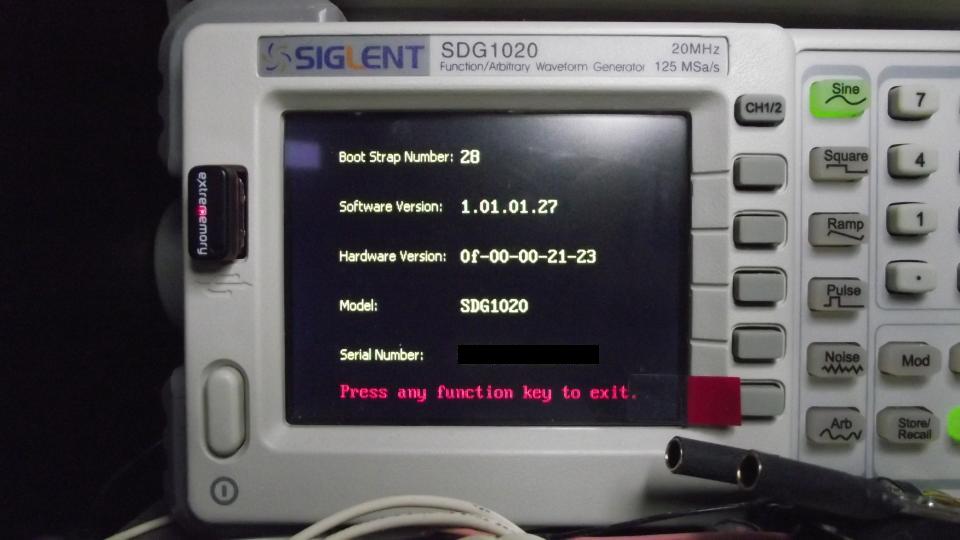 SIGLENT
SDG1020
20MHz
Function/Arbitrary Waveform Generator 125 MSa/s
extrememory
Boot Strap Number: 28
Software Version: 1.01.01.27
Hardware Version: 0f-00-00-21-23
Model: SDG1020
Serial Number:
Press any function key to exit.
CH1/2
Sine
Square
Ramp
Pulse
Noise
Arb
7
4
1
.
Mod
Store/
Recall